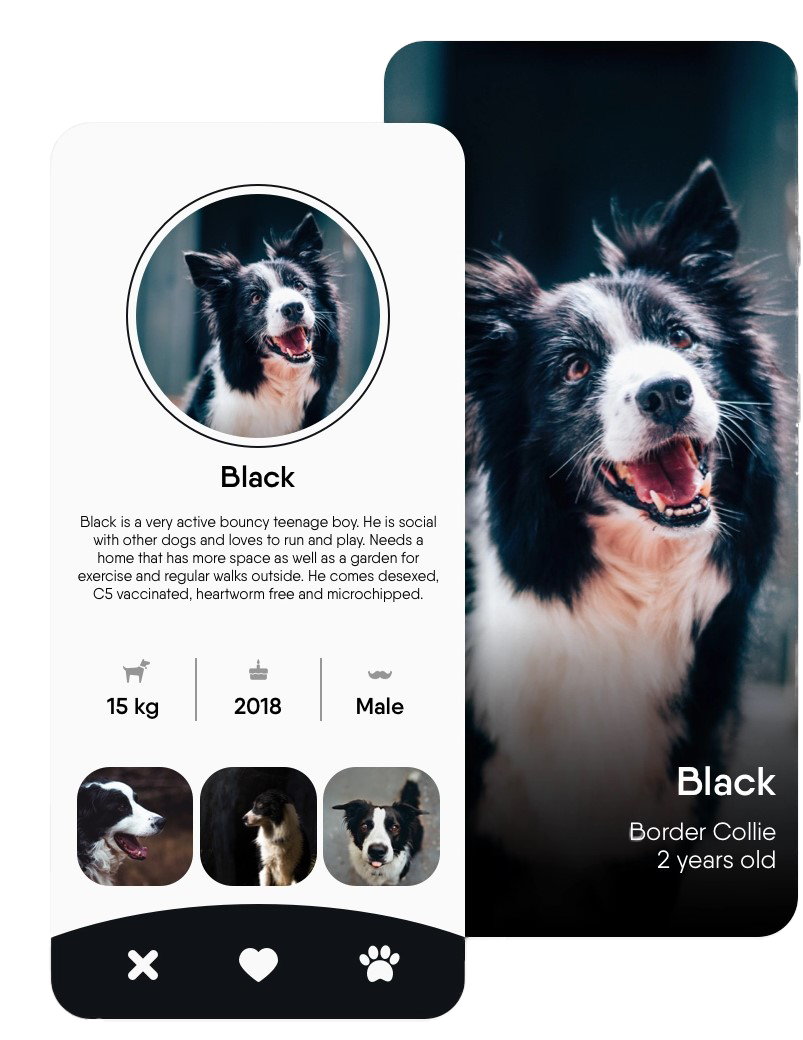 Black
Black is a very active bouncy teenage boy. He is social
with other dogs and loves to run and play. Needs a
home that has more space as well as a garden for
exercise and regular walks outside. He comes desexed,
C5 vaccinated, heartworm free and microchipped.
15 kg
2018
Male
Black
Border Collie
2 years old